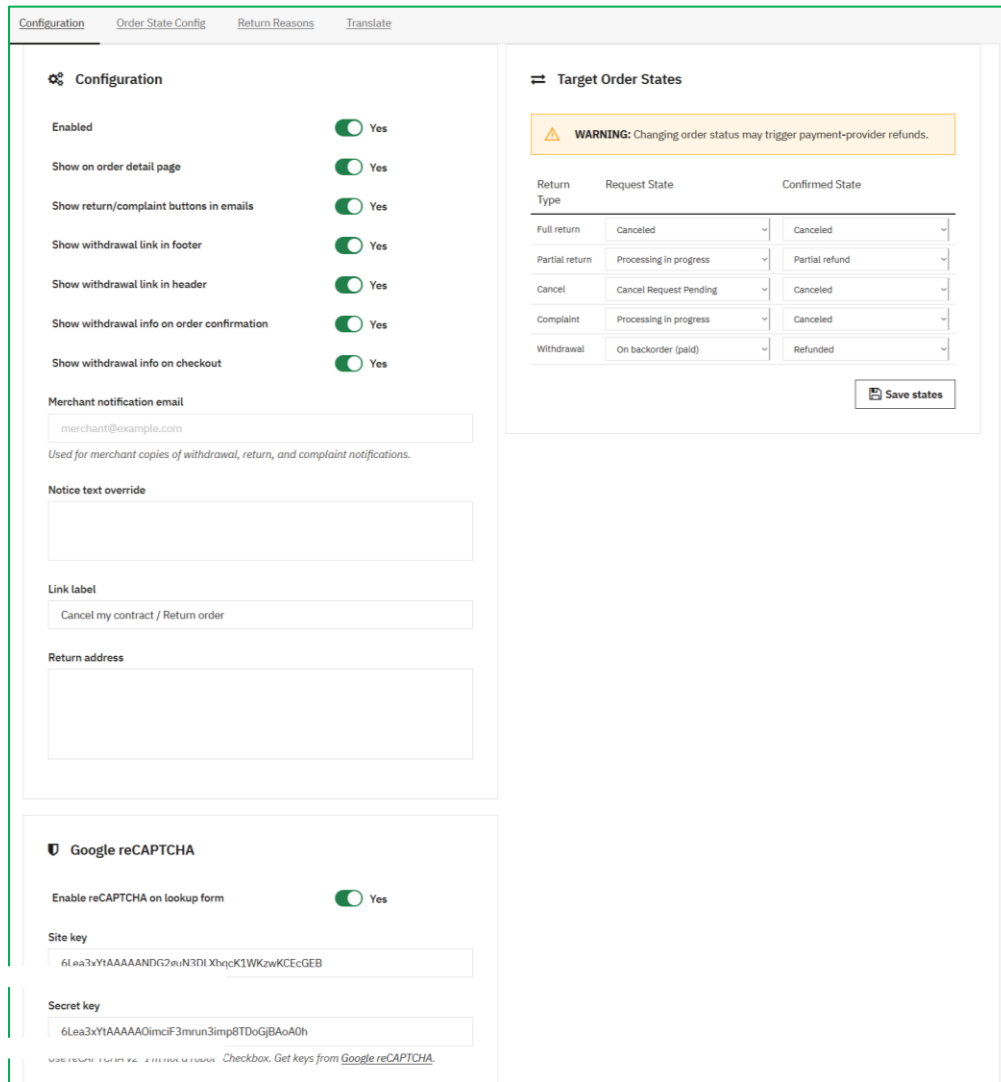 Configuration Order State Config Return Reasons Translate
Configuration
Enabled Yes
Show on order detail page Yes
Show return/complaint buttons in emails Yes
Show withdrawal link in footer Yes
Show withdrawal link in header Yes
Show withdrawal info on order confirmation Yes
Show withdrawal info on checkout Yes
Merchant notification email
merchant@example.com
Used for merchant copies of withdrawal, return, and complaint notifications.
Notice text override
Link label
Cancel my contract / Return order
Return address
Target Order States
WARNING: Changing order status may trigger payment-provider refunds.
Return Type Request State Confirmed State
Full return Canceled Canceled
Partial return Processing in progress Partial refund
Cancel Cancel Request Pending Canceled
Complaint Processing in progress Canceled
Withdrawal On backorder (paid) Refunded
Save states
Google reCAPTCHA
Enable reCAPTCHA on lookup form Yes
Site key
6Lea3xYtAAAAANDG2guN3DLXbqcK1WKzwKCEcGEB
Secret key
6Lea3xYtAAAAAOimciF3mrun3imp8TDoGjBAoA0h
Use reCAPTCHA v2 "I'm not a robot" Checkbox. Get keys from Google reCAPTCHA.